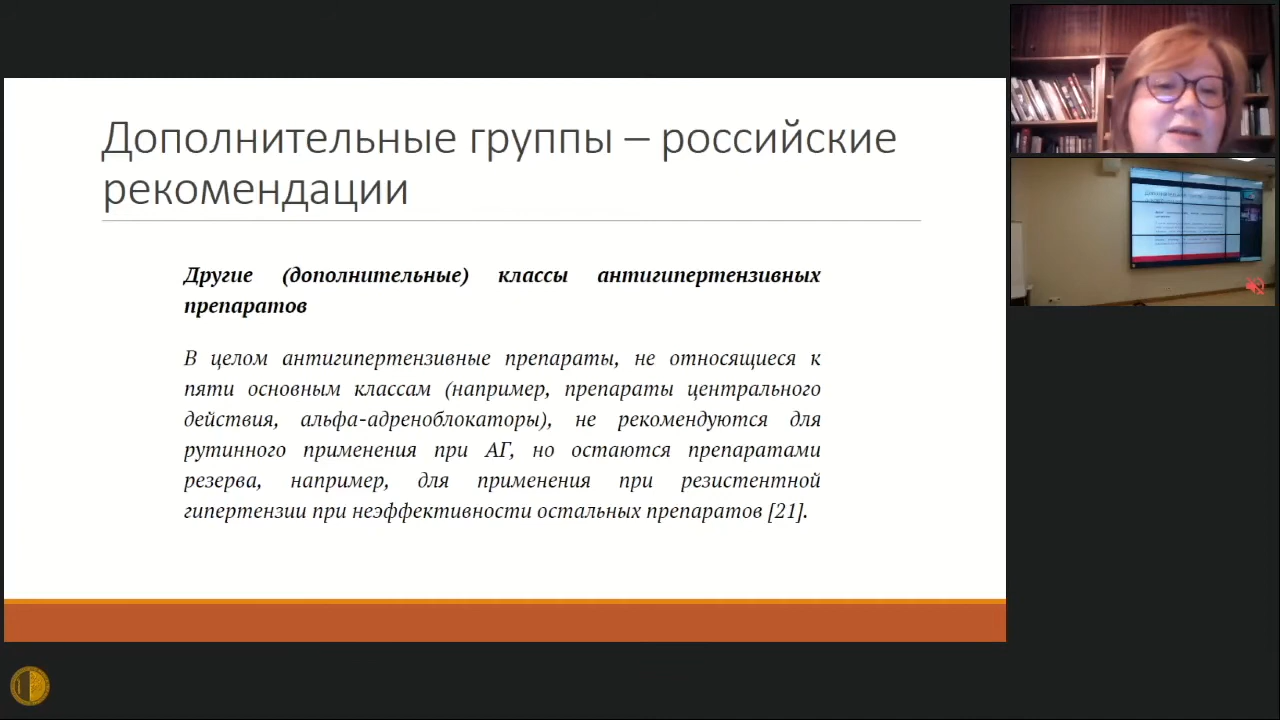 Дополнительные группы – российские
рекомендации
Другие (дополнительные) классы антигипертензивных
препаратов
В целом антигипертензивные препараты, не относящиеся к
пяти основным классам (например, препараты центрального
действия, альфа-адреноблокаторы), не рекомендуются для
рутинного применения при АГ, но остаются препаратами
резерва, например, для применения при резистентной
гипертензии при неэффективности остальных препаратов [21].